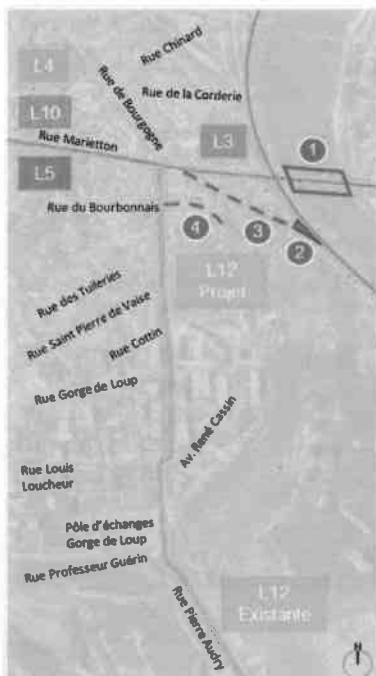 Rue Chinard
L4
Rue de Bourgogne
Rue de la Corderie
L10
Rue Marietton
L3
1
L5
Rue du Bourbonnais
4
3
2
L12
Projet
Rue des Tuileries
Rue Saint Pierre de Vaise
Rue Cottin
Rue Gorge de Loup
Av. René Cassin
Rue Louis
Loucheur
Pôle d'échanges
Gorge de Loup
Rue Professeur Guérin
Rue Pierre Audry
L12
Existante
N